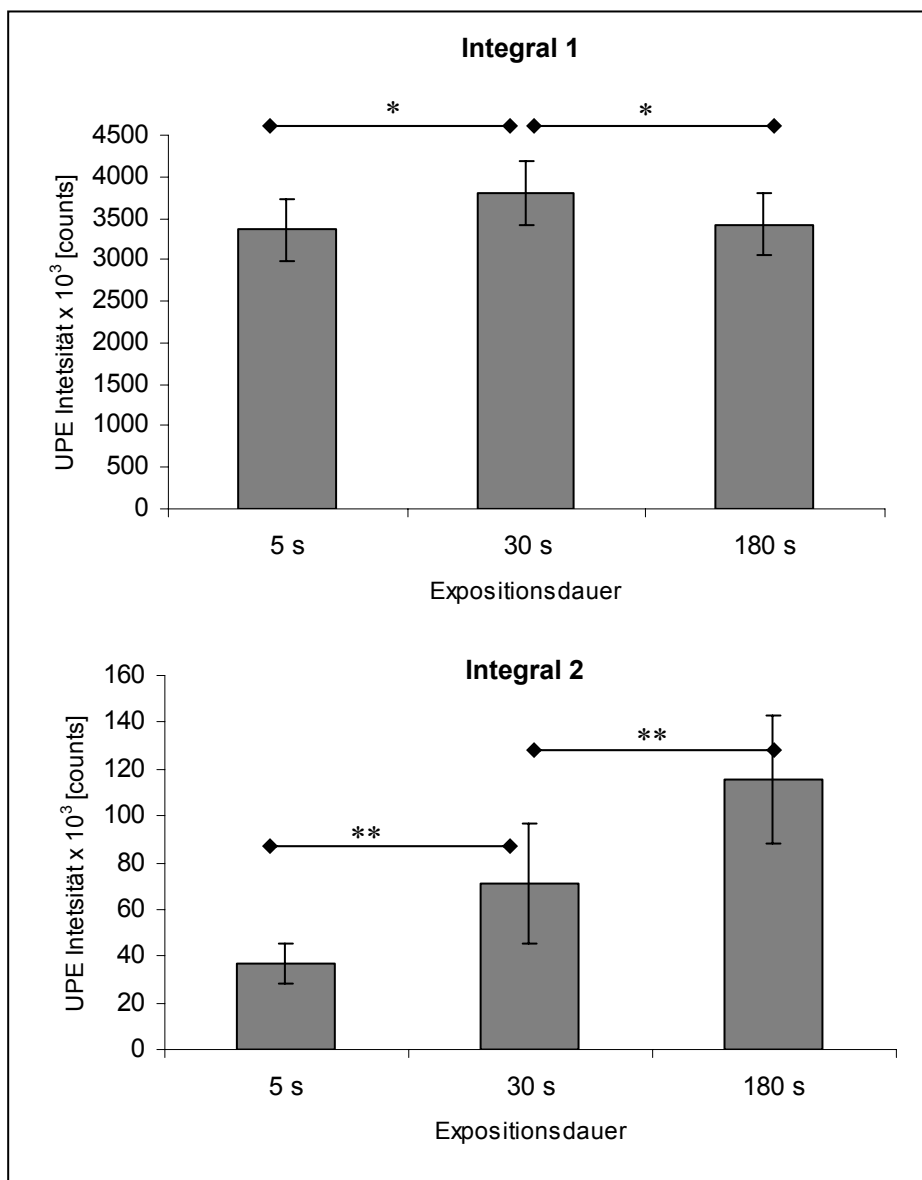 Integral 1
* *
4500
4000
3500
3000
2500
2000
1500
1000
500
0
UPE Intetsität x 10³ [counts]
5 s 30 s 180 s
Expositionsdauer
Integral 2
160
140
120
100
80
60
40
20
0
UPE Intetsität x 10³ [counts]
**
**
5 s 30 s 180 s
Expositionsdauer